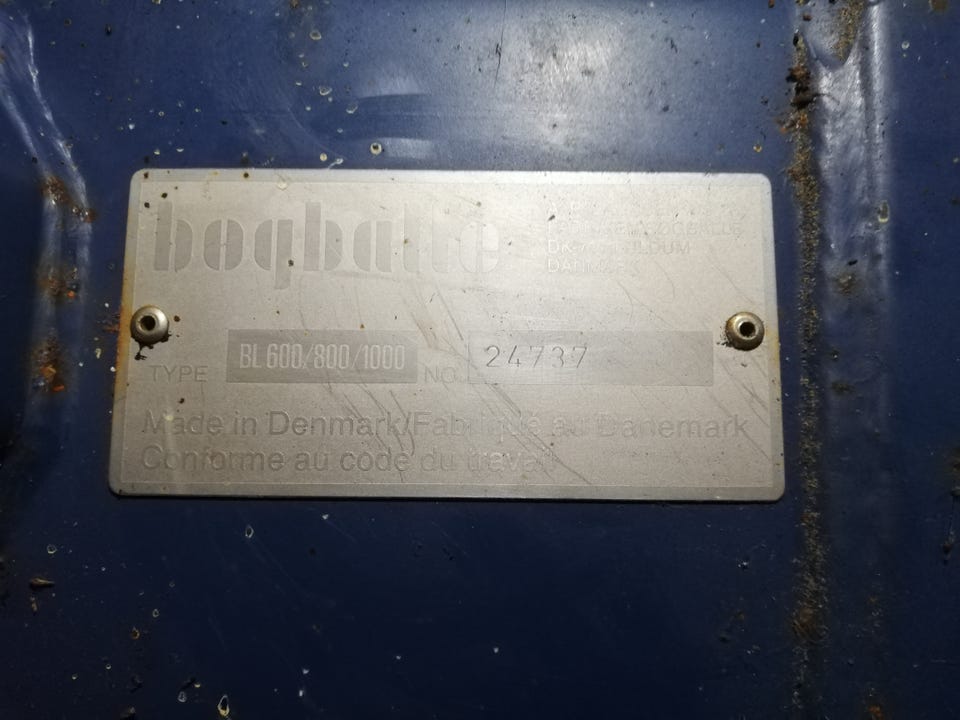 bogballe
DANMARK
TYPE BL 600/800/1000 NO. 24737
Made in Denmark/Fabriqué au Danemark
Conforme au code du travail